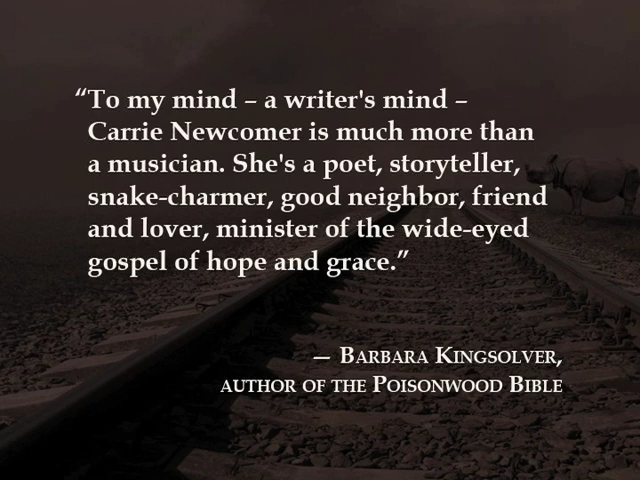 “To my mind – a writer's mind –
Carrie Newcomer is much more than
a musician. She's a poet, storyteller,
snake-charmer, good neighbor, friend
and lover, minister of the wide-eyed
gospel of hope and grace.”
— Barbara Kingsolver,
author of the Poisonwood Bible